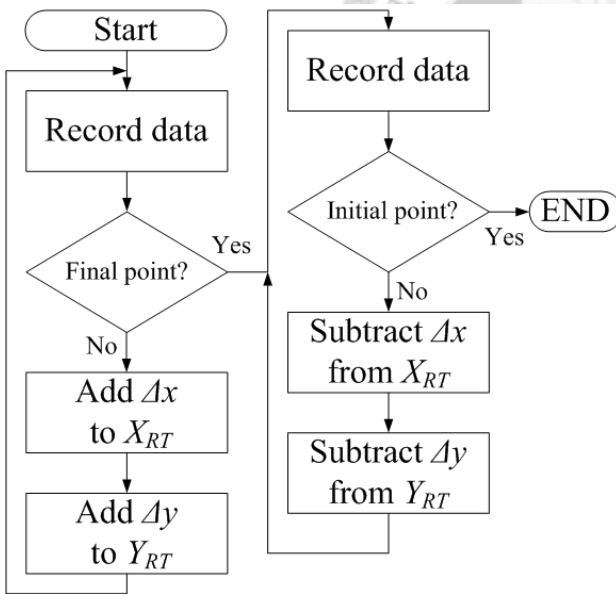 Start
Record data
Final point?
Yes
No
Add Δx
to X_RT
Add Δy
to Y_RT
Record data
Initial point?
Yes
END
No
Subtract Δx
from X_RT
Subtract Δy
from Y_RT